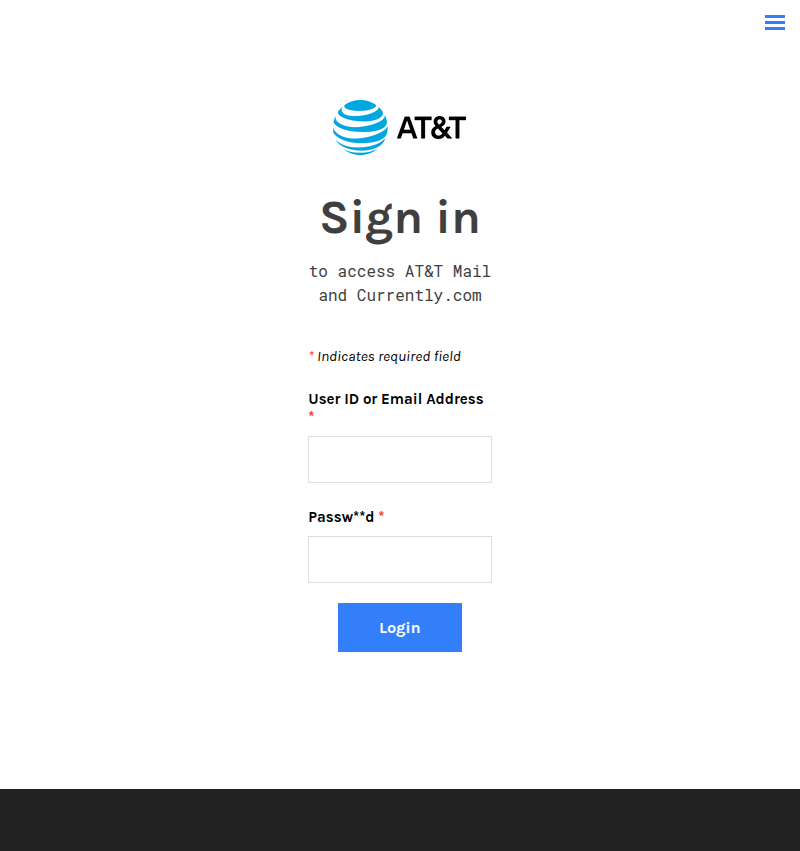 AT&T
Sign in
to access AT&T Mail
and Currently.com
* Indicates required field
User ID or Email Address
*
Passw**d *
Login